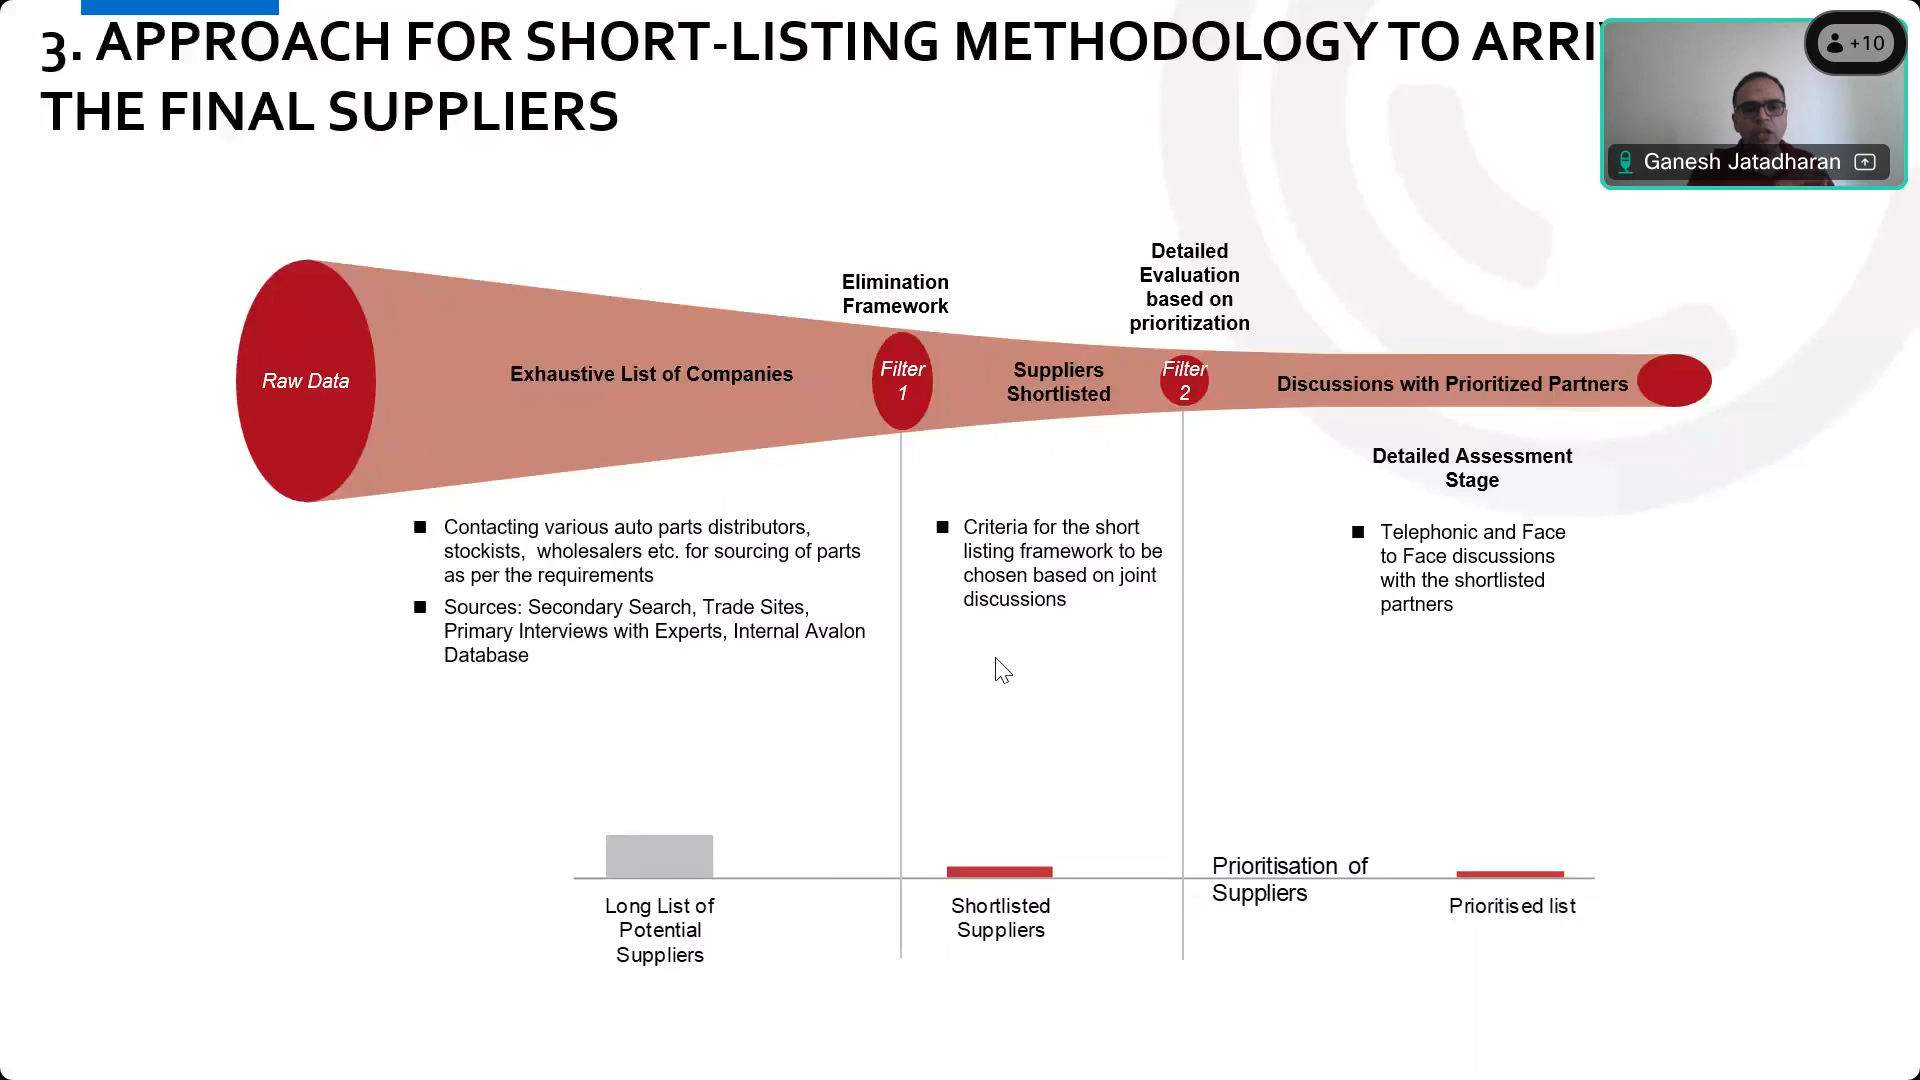 3. APPROACH FOR SHORT-LISTING METHODOLOGY TO ARRI
THE FINAL SUPPLIERS
+10
Ganesh Jatadharan
Elimination
Framework
Detailed
Evaluation
based on
prioritization
Raw Data
Exhaustive List of Companies
Filter
1
Suppliers
Shortlisted
Filter
2
Discussions with Prioritized Partners
Detailed Assessment
Stage
Contacting various auto parts distributors,
stockists, wholesalers etc. for sourcing of parts
as per the requirements
Sources: Secondary Search, Trade Sites,
Primary Interviews with Experts, Internal Avalon
Database
Criteria for the short
listing framework to be
chosen based on joint
discussions
Telephonic and Face
to Face discussions
with the shortlisted
partners
Long List of
Potential
Suppliers
Shortlisted
Suppliers
Prioritisation of
Suppliers
Prioritised list